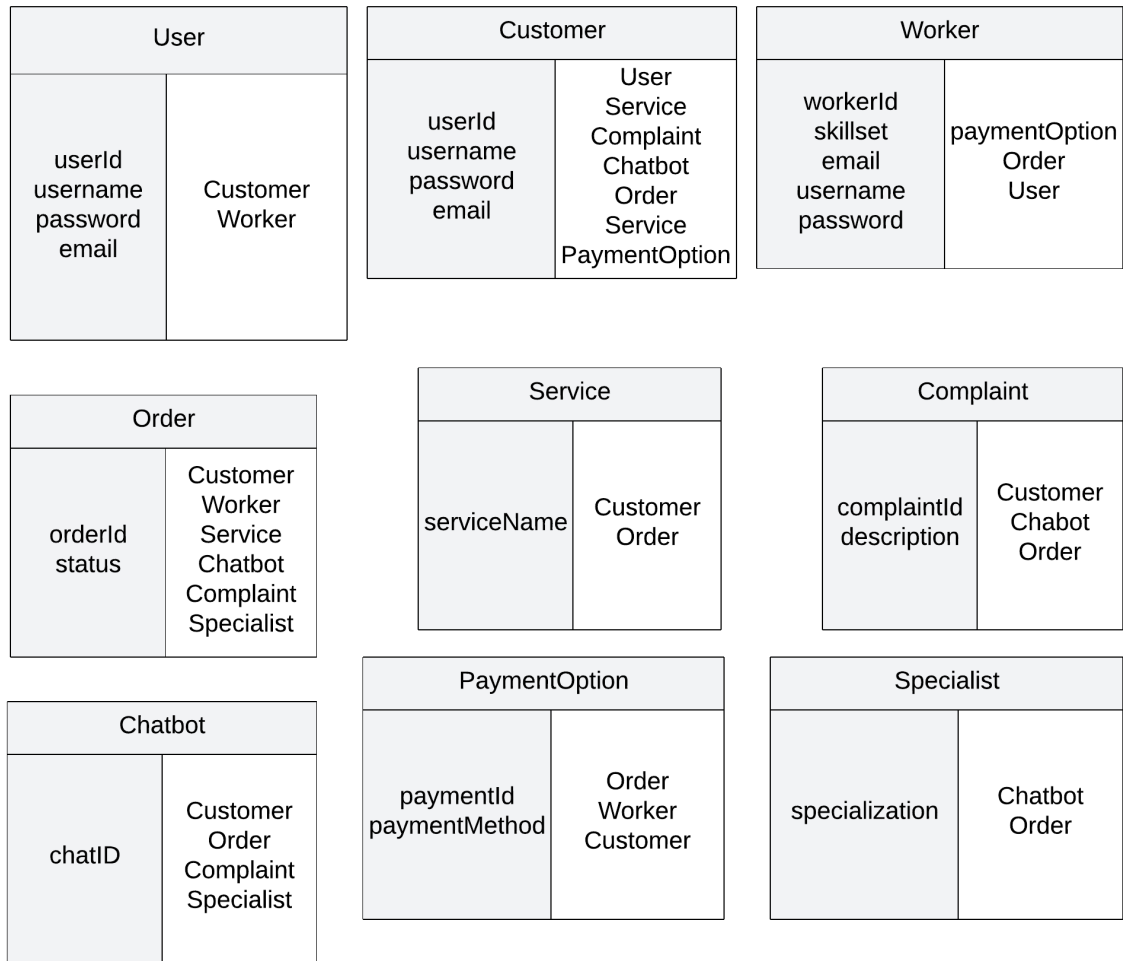 User
userId
username
password
email
Customer
Worker
Customer
userId
username
password
email
User
Service
Complaint
Chatbot
Order
Service
PaymentOption
Worker
workerId
skillset
email
username
password
paymentOption
Order
User
Order
orderId
status
Customer
Worker
Service
Chatbot
Complaint
Specialist
Service
serviceName
Customer
Order
Complaint
complaintId
description
Customer
Chabot
Order
Chatbot
chatID
Customer
Order
Complaint
Specialist
PaymentOption
paymentId
paymentMethod
Order
Worker
Customer
Specialist
specialization
Chatbot
Order